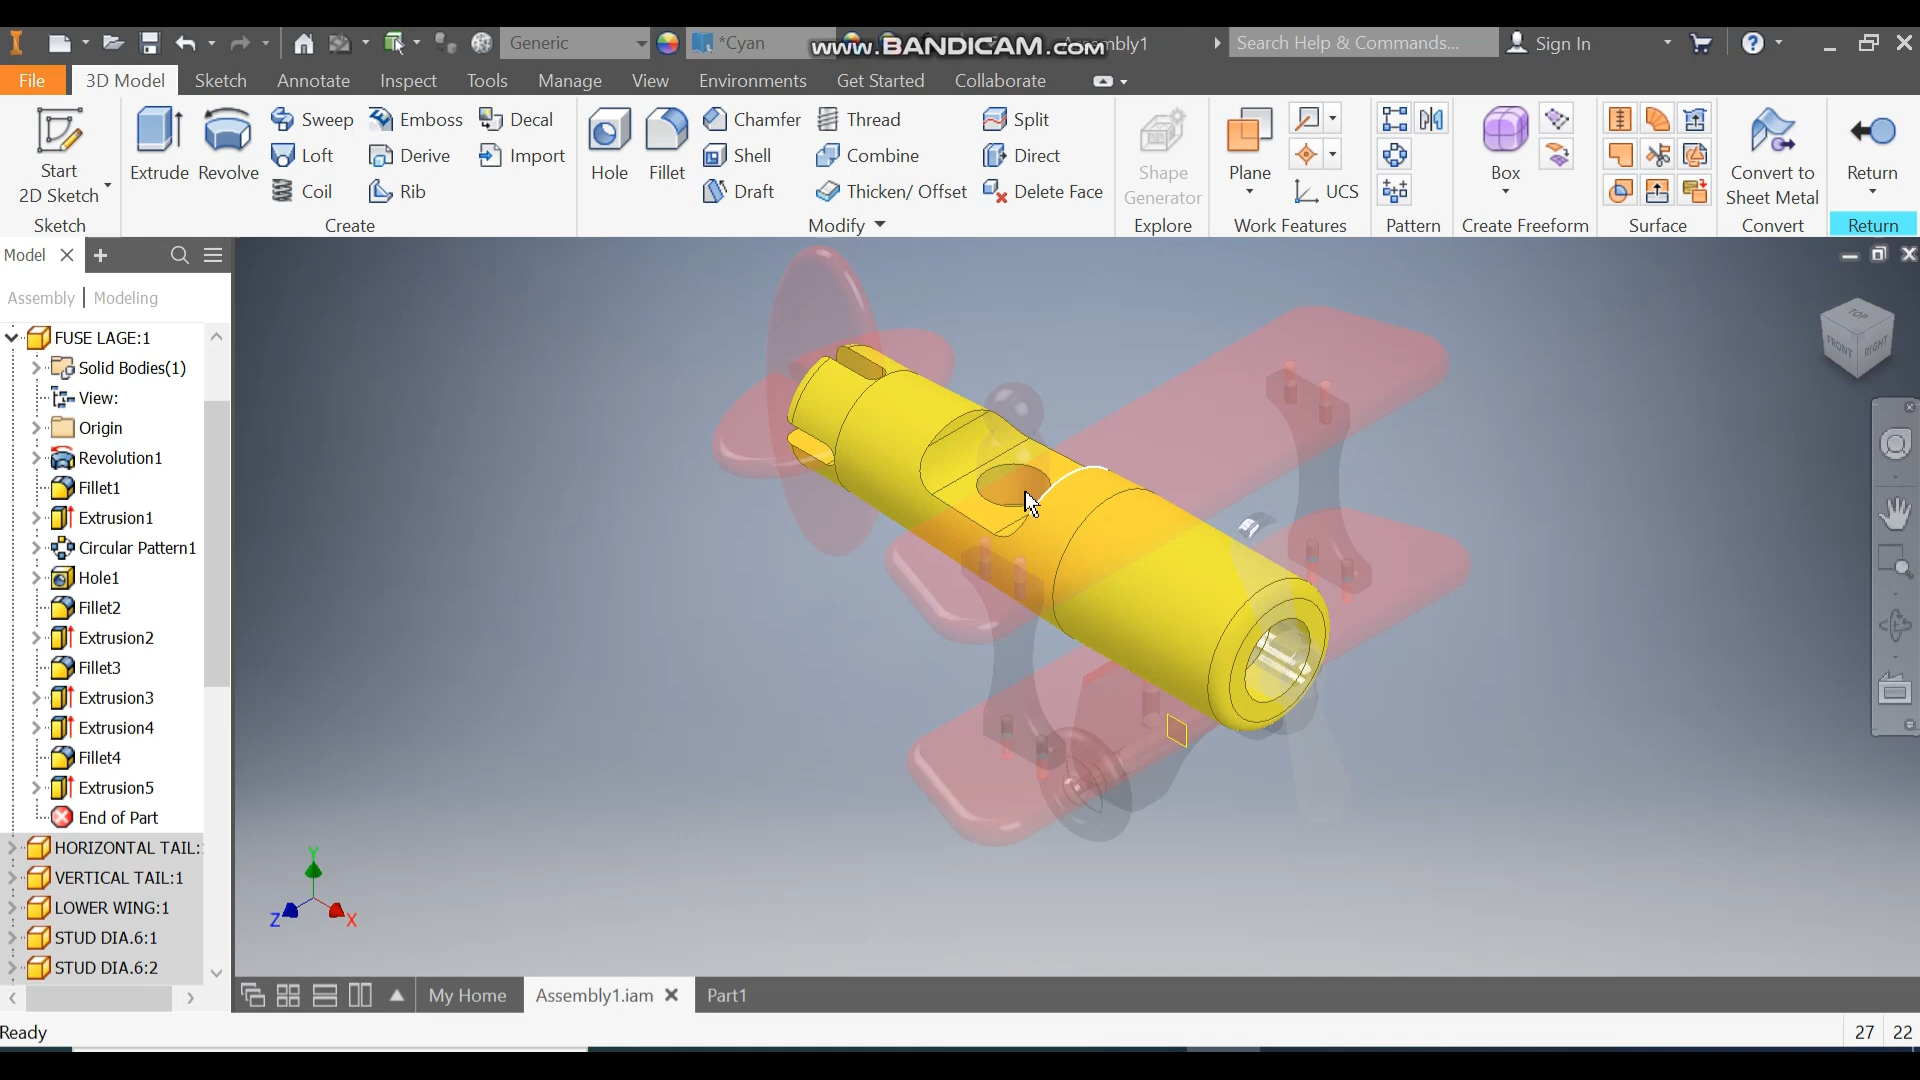 Generic
*Cyan
www.BANDICAM.com
Assembly1
Search Help & Commands...
Sign In
File
3D Model
Sketch
Annotate
Inspect
Tools
Manage
View
Environments
Get Started
Collaborate
Start
2D Sketch
Sketch
Extrude
Revolve
Sweep
Loft
Coil
Emboss
Derive
Rib
Decal
Import
Create
Hole
Fillet
Chamfer
Shell
Draft
Thread
Combine
Thicken/ Offset
Split
Direct
Delete Face
Modify
Shape
Generator
Explore
Plane
UCS
Work Features
Pattern
Box
Create Freeform
Surface
Convert to
Sheet Metal
Convert
Return
Return
Model
Assembly
Modeling
FUSE LAGE:1
Solid Bodies(1)
View:
Origin
Revolution1
Fillet1
Extrusion1
Circular Pattern1
Hole1
Fillet2
Extrusion2
Fillet3
Extrusion3
Extrusion4
Fillet4
Extrusion5
End of Part
HORIZONTAL TAIL:
VERTICAL TAIL:1
LOWER WING:1
STUD DIA.6:1
STUD DIA.6:2
TOP
FRONT
RIGHT
Y
Z
X
My Home
Assembly1.iam
Part1
Ready
27
22